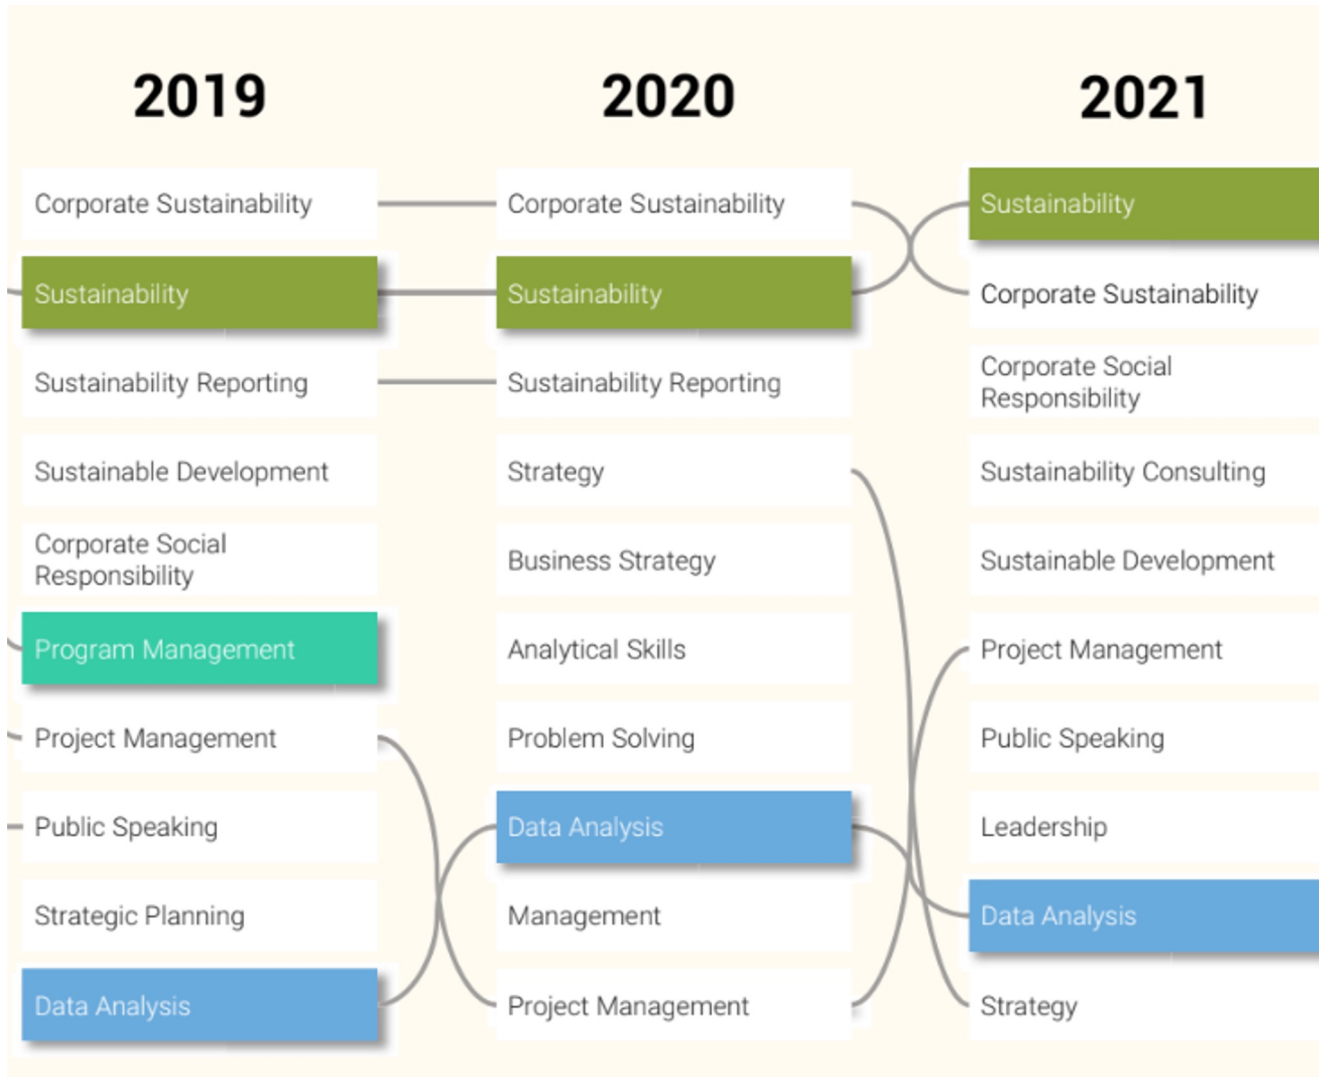 2019
2020
2021
Corporate Sustainability
Sustainability
Sustainability Reporting
Sustainable Development
Corporate Social
Responsibility
Program Management
Project Management
Public Speaking
Strategic Planning
Data Analysis
Corporate Sustainability
Sustainability
Sustainability Reporting
Strategy
Business Strategy
Analytical Skills
Problem Solving
Data Analysis
Management
Project Management
Sustainability
Corporate Sustainability
Corporate Social
Responsibility
Sustainability Consulting
Sustainable Development
Project Management
Public Speaking
Leadership
Data Analysis
Strategy